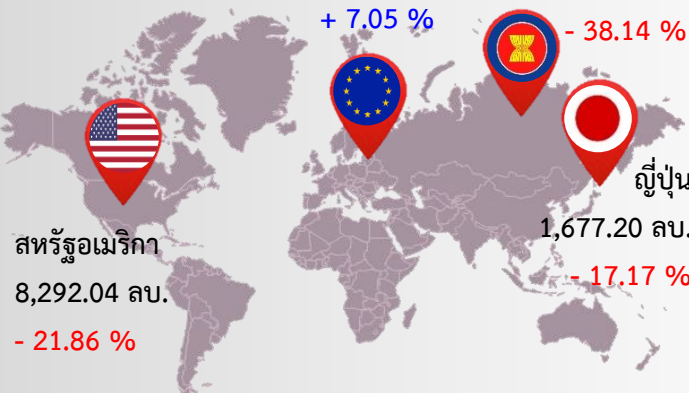 + 7.05 %
- 38.14 %
ญี่ปุ่น
1,677.20 ลบ.
- 17.17 %
สหรัฐอเมริกา
8,292.04 ลบ.
- 21.86 %